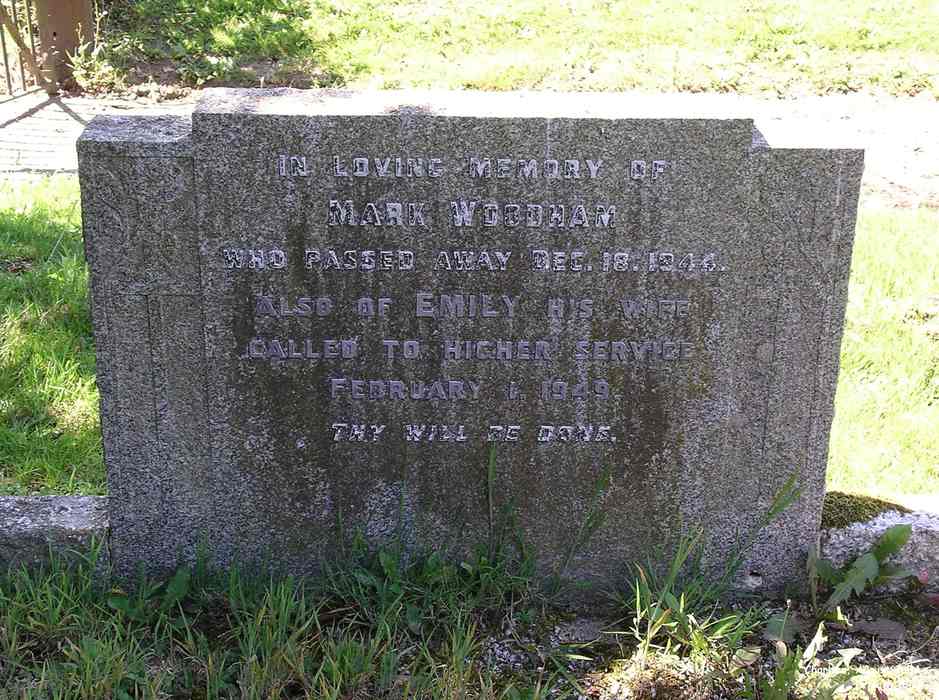 IN LOVING MEMORY OF
MARK WOODHAM
WHO PASSED AWAY DEC. 18. 1944.
ALSO OF EMILY HIS WIFE
CALLED TO HIGHER SERVICE
FEBRUARY 1. 1949.
THY WILL BE DONE.